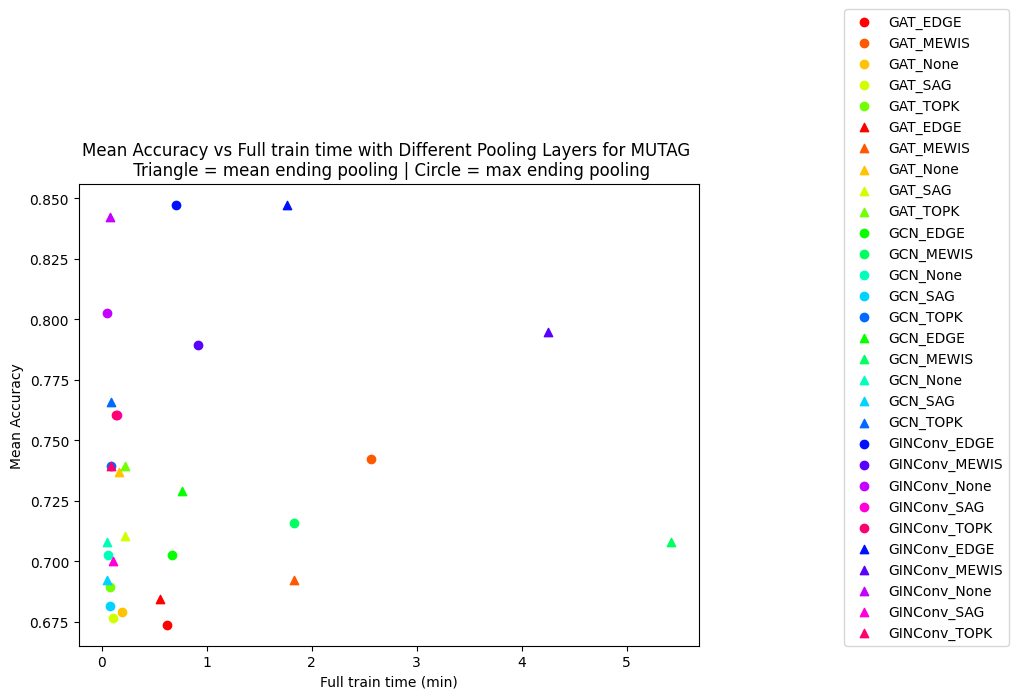 Mean Accuracy vs Full train time with Different Pooling Layers for MUTAG
Triangle = mean ending pooling | Circle = max ending pooling
Mean Accuracy
0.850
0.825
0.800
0.775
0.750
0.725
0.700
0.675
0 1 2 3 4 5
Full train time (min)
GAT_EDGE
GAT_MEWIS
GAT_None
GAT_SAG
GAT_TOPK
GAT_EDGE
GAT_MEWIS
GAT_None
GAT_SAG
GAT_TOPK
GCN_EDGE
GCN_MEWIS
GCN_None
GCN_SAG
GCN_TOPK
GCN_EDGE
GCN_MEWIS
GCN_None
GCN_SAG
GCN_TOPK
GINConv_EDGE
GINConv_MEWIS
GINConv_None
GINConv_SAG
GINConv_TOPK
GINConv_EDGE
GINConv_MEWIS
GINConv_None
GINConv_SAG
GINConv_TOPK